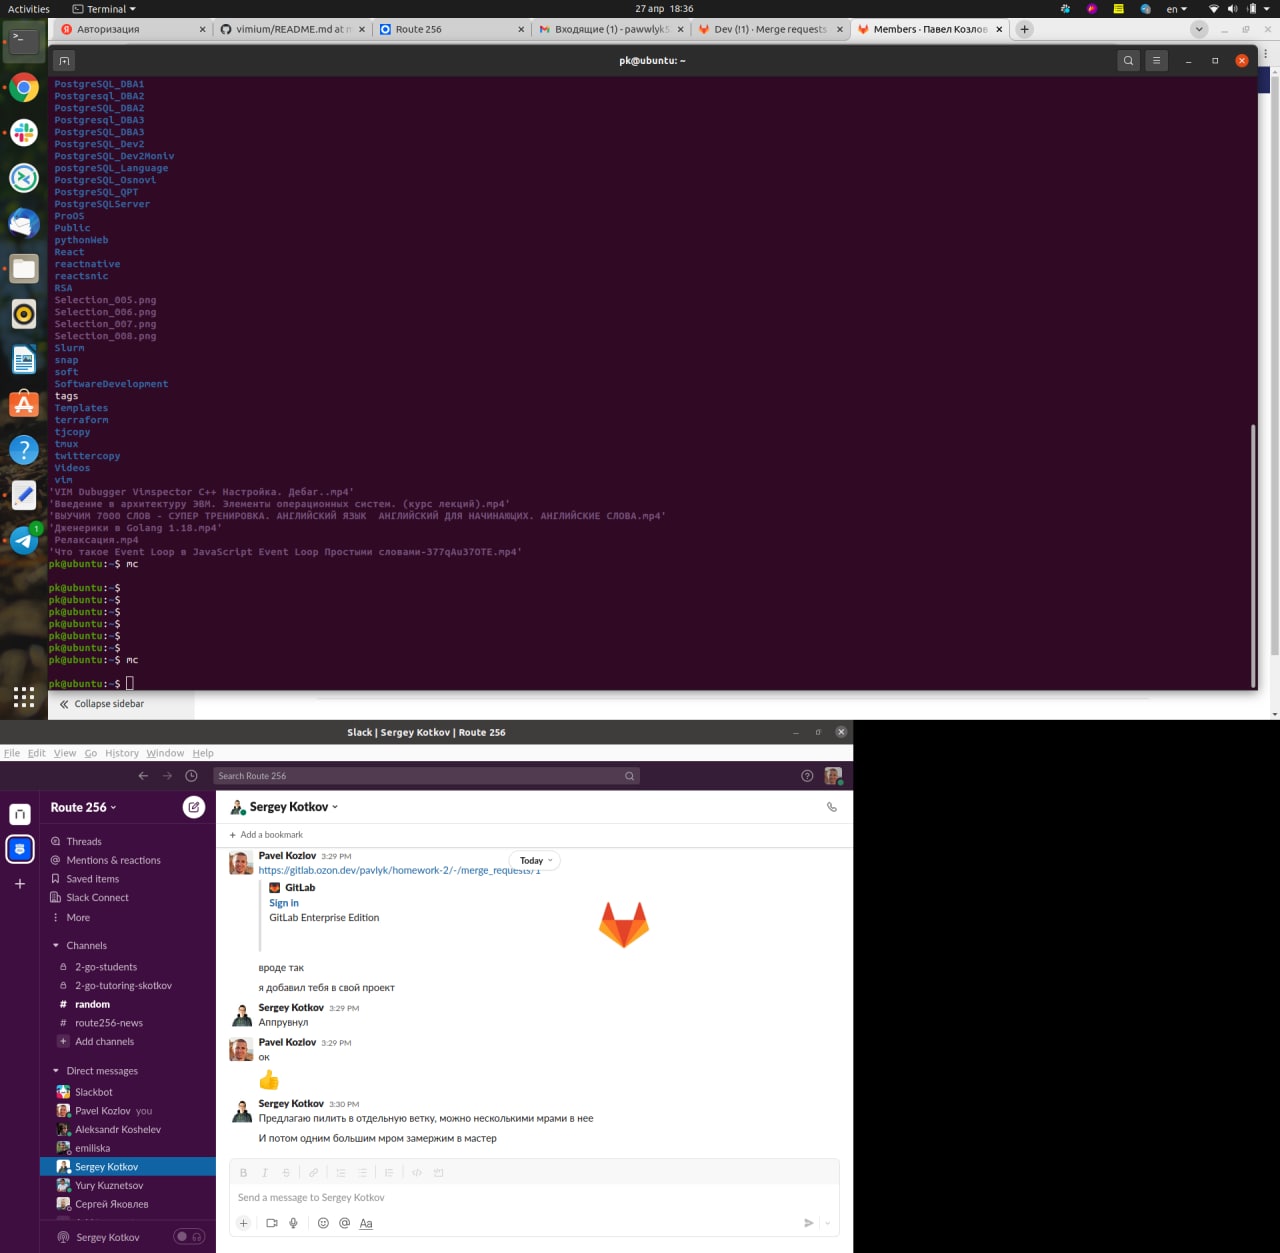 Activities
Terminal
27 апр 18:36
en
Авторизация
vimium/README.md at m
Route 256
Входящие (1) - pawwlyk5
Dev (!1) · Merge requests
Members · Павел Козлов
pk@ubuntu: ~
PostgreSQL_DBA1
Postgresql_DBA2
PostgreSQL_DBA2
Postgresql_DBA3
PostgreSQL_DBA3
PostgreSQL_Dev2
PostgreSQL_Dev2Moniv
postgreSQL_Language
PostgreSQL_Osnovi
PostgreSQL_QPT
PostgreSQLServer
ProOS
Public
pythonWeb
React
reactnative
reactsnic
RSA
Selection_005.png
Selection_006.png
Selection_007.png
Selection_008.png
Slurm
snap
soft
SoftwareDevelopment
tags
Templates
terraform
tjcopy
tmux
twittercopy
Videos
vim
'VIM Dubugger Vimspector C++ Настройка. Дебаг..mp4'
'Введение в архитектуру ЭВМ. Элементы операционных систем. (курс лекций).mp4'
'ВЫУЧИМ 7000 СЛОВ - СУПЕР ТРЕНИРОВКА. АНГЛИЙСКИЙ ЯЗЫК  АНГЛИЙСКИЙ ДЛЯ НАЧИНАЮЩИХ. АНГЛИЙСКИЕ СЛОВА.mp4'
'Дженерики в Golang 1.18.mp4'
Релаксация.mp4
'Что такое Event Loop в JavaScript Event Loop Простыми словами-377qAu37OTE.mp4'
pk@ubuntu:~$ mc
pk@ubuntu:~$
pk@ubuntu:~$
pk@ubuntu:~$
pk@ubuntu:~$
pk@ubuntu:~$
pk@ubuntu:~$
pk@ubuntu:~$ mc
pk@ubuntu:~$
1
Collapse sidebar
Slack | Sergey Kotkov | Route 256
File Edit View Go History Window Help
Search Route 256
Route 256
Threads
Mentions & reactions
Saved items
Slack Connect
More
Channels
2-go-students
2-go-tutoring-skotkov
# random
# route256-news
+ Add channels
Direct messages
Slackbot
Pavel Kozlov you
Aleksandr Koshelev
emiliska
Sergey Kotkov
Yury Kuznetsov
Сергей Яковлев
Sergey Kotkov
Sergey Kotkov
+ Add a bookmark
Today
Pavel Kozlov 3:29 PM
https://gitlab.ozon.dev/pavlyk/homework-2/-/merge_requests/1
GitLab
Sign in
GitLab Enterprise Edition
вроде так
я добавил тебя в свой проект
Sergey Kotkov 3:29 PM
Аппрувнул
Pavel Kozlov 3:29 PM
ок
Sergey Kotkov 3:30 PM
Предлагаю пилить в отдельную ветку, можно несколькими мрами в нее
И потом одним большим мром замержим в мастер
B I S
Send a message to Sergey Kotkov
+ @ Aa